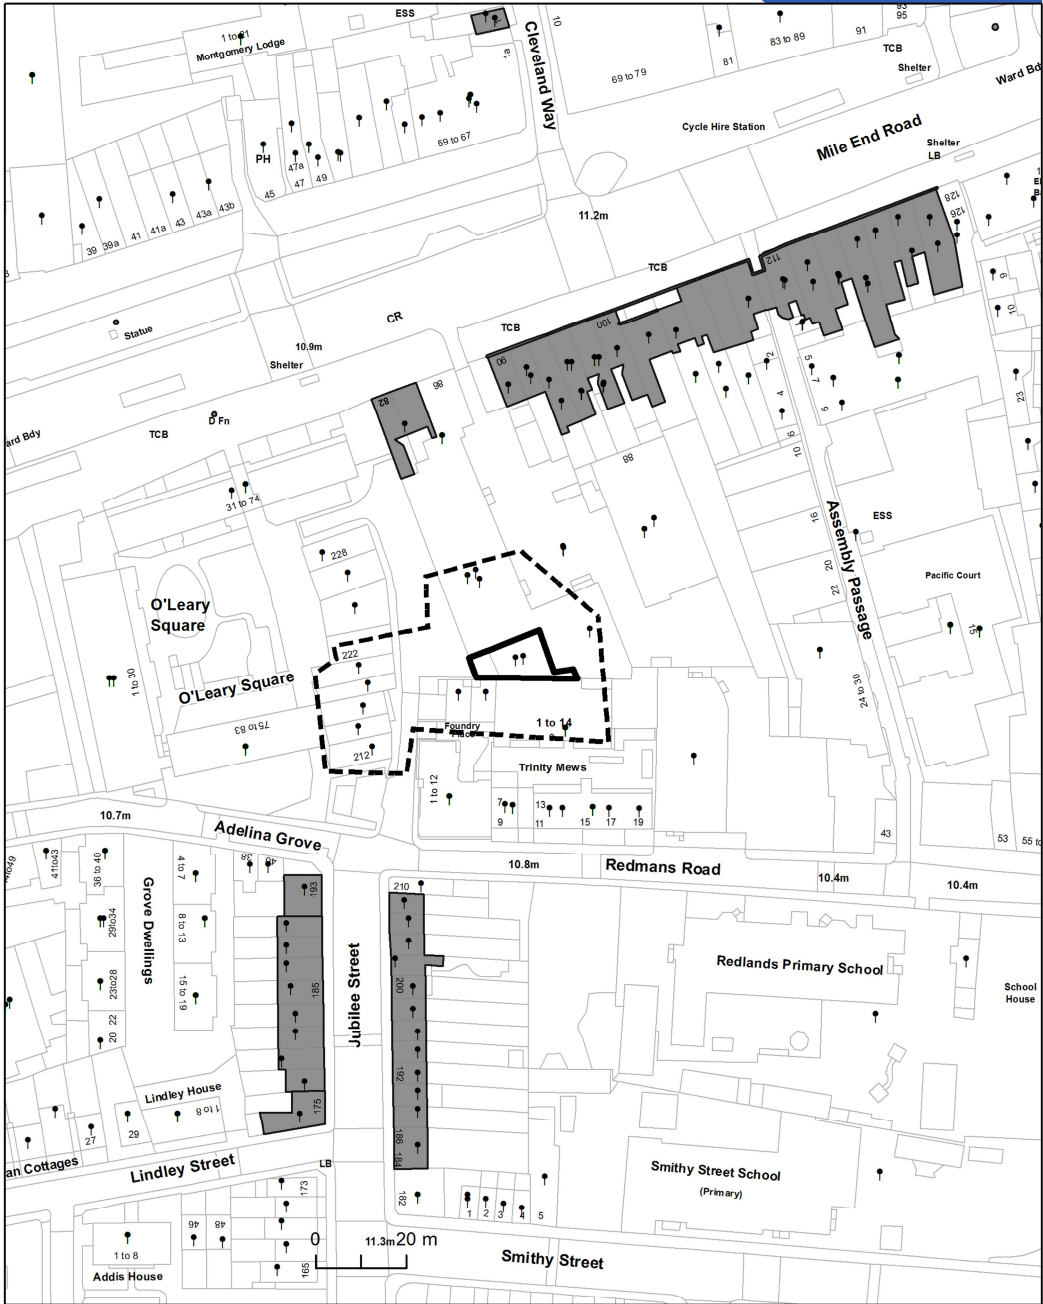 ESS
10
93
95
1 to 21
Montgomery Lodge
1a
Cleveland Way
83 to 89
91
TCB
81
Shelter
69 to 79
Ward Bdy
Cycle Hire Station
Mile End Road
59 to 67
PH
47a
47
49
45
Shelter
LB
43b
43a
43
41a
41
39a
39
128
126
11.2m
TCB
112
9
10
Statue
CR
TCB
100
10.9m
Shelter
90
2
5
7
86
82
4
9
23
D Fn
TCB
ard Bdy
6
10
88
31 to 74
Assembly Passage
16
ESS
228
20
22
Pacific Court
O'Leary
Square
15
222
1 to 30
O'Leary Square
24 to 30
75 to 83
Foundry
Place
1 to 14
212
Trinity Mews
1 to 12
7
9
13
11
15
17
19
10.7m
Adelina Grove
43
53
55 to
10.8m
Redmans Road
10.4m
10.4m
41to43
36 to 40
4 to 7
38
40
193
210
Grove Dwellings
29to34
8 to 13
Redlands Primary School
23to28
15 to 19
185
Jubilee Street
200
School
House
20
22
192
Lindley House
1 to 8
175
27
29
186
184
an Cottages
Lindley Street
LB
Smithy Street School
(Primary)
173
182
1
2
3
4
5
46
48
1 to 8
Addis House
165
0
11.3m
20 m
Smithy Street